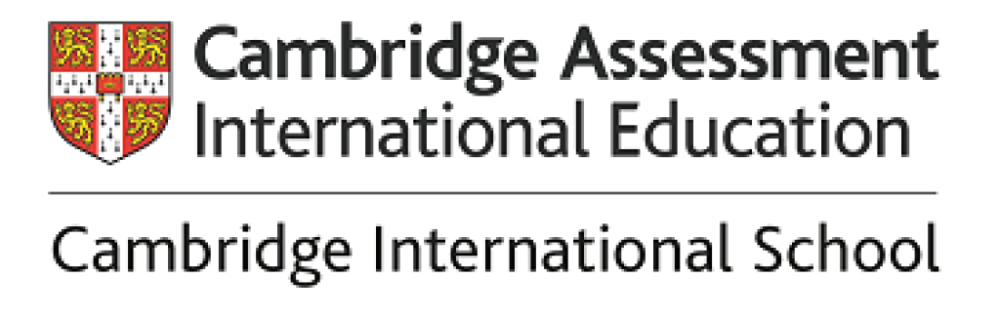 Cambridge Assessment
International Education
Cambridge International School